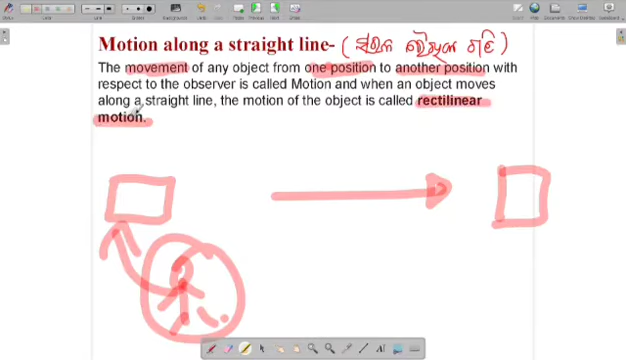 Motion along a straight line- (ସରଳ ରୈଖିକ ଗତି)
The movement of any object from one position to another position with
respect to the observer is called Motion and when an object moves
along a straight line, the motion of the object is called rectilinear
motion.